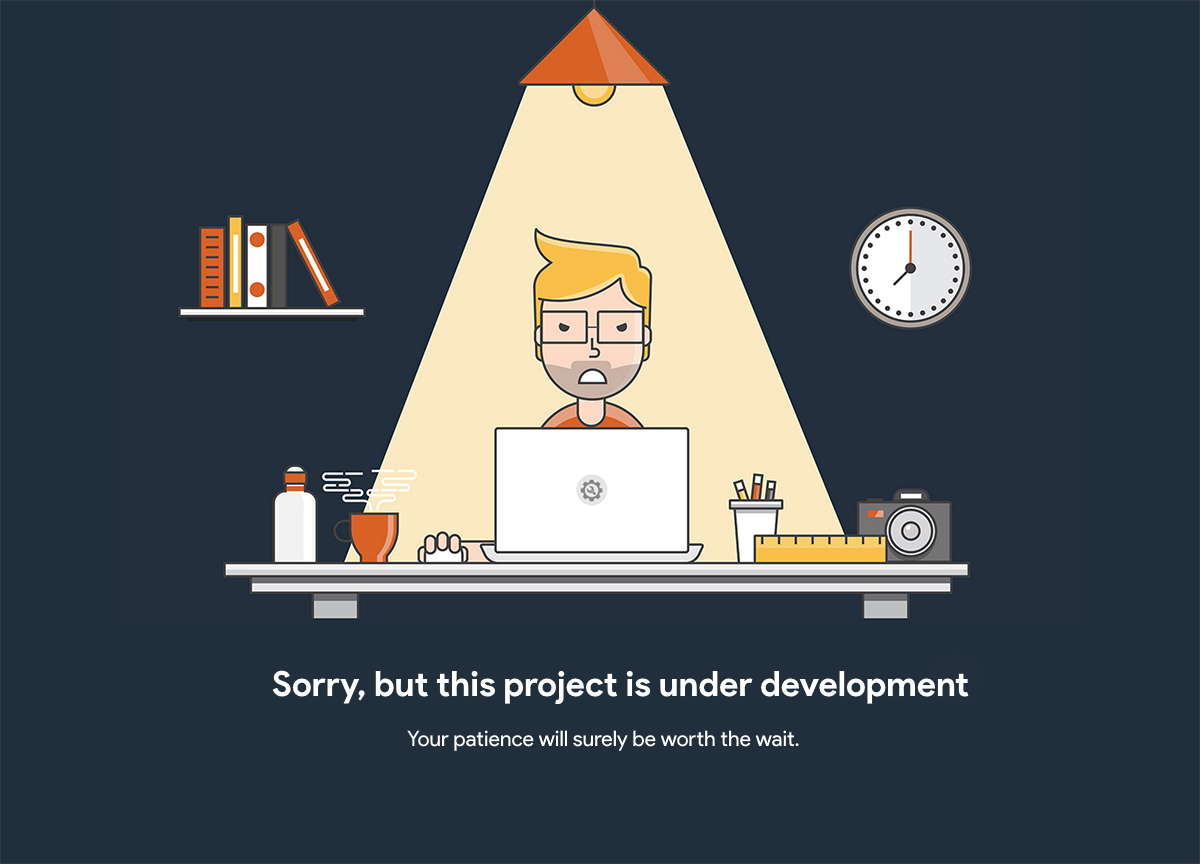 Sorry, but this project is under development
Your patience will surely be worth the wait.